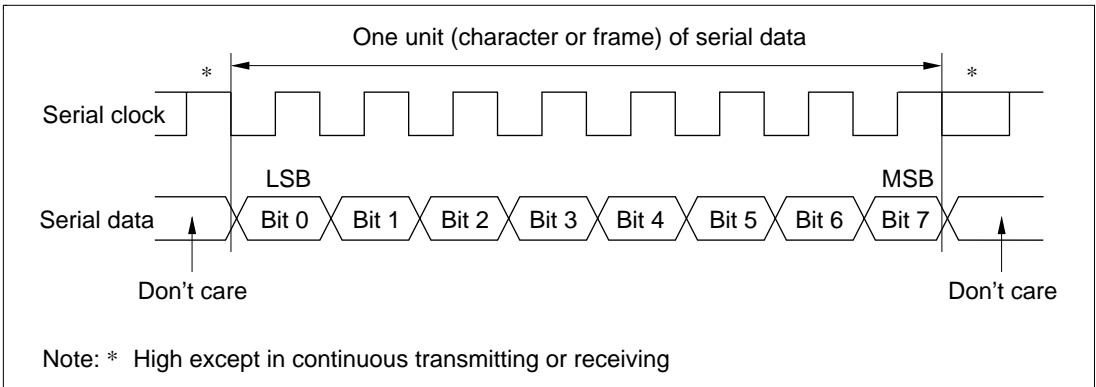 One unit (character or frame) of serial data
* *
Serial clock
LSB MSB
Serial data Bit 0 Bit 1 Bit 2 Bit 3 Bit 4 Bit 5 Bit 6 Bit 7
Don’t care Don’t care
Note: * High except in continuous transmitting or receiving